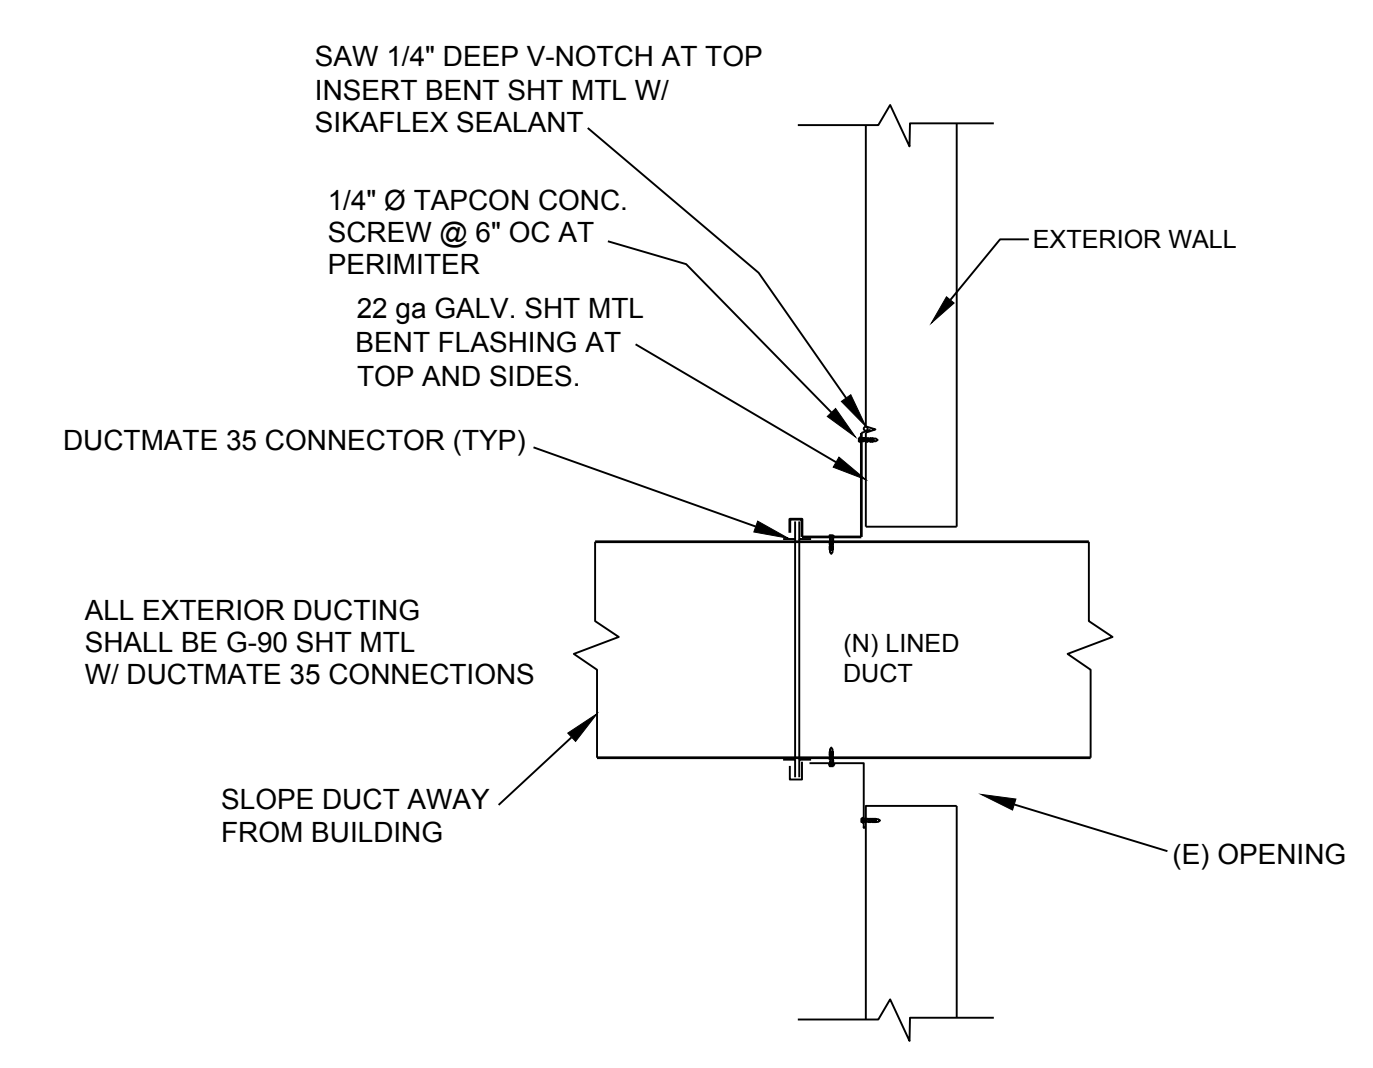 SAW 1/4" DEEP V-NOTCH AT TOP
INSERT BENT SHT MTL W/
SIKAFLEX SEALANT
1/4" Ø TAPCON CONC.
SCREW @ 6" OC AT
PERIMITER
EXTERIOR WALL
22 ga GALV. SHT MTL
BENT FLASHING AT
TOP AND SIDES.
DUCTMATE 35 CONNECTOR (TYP)
ALL EXTERIOR DUCTING
SHALL BE G-90 SHT MTL
W/ DUCTMATE 35 CONNECTIONS
(N) LINED
DUCT
SLOPE DUCT AWAY
FROM BUILDING
(E) OPENING